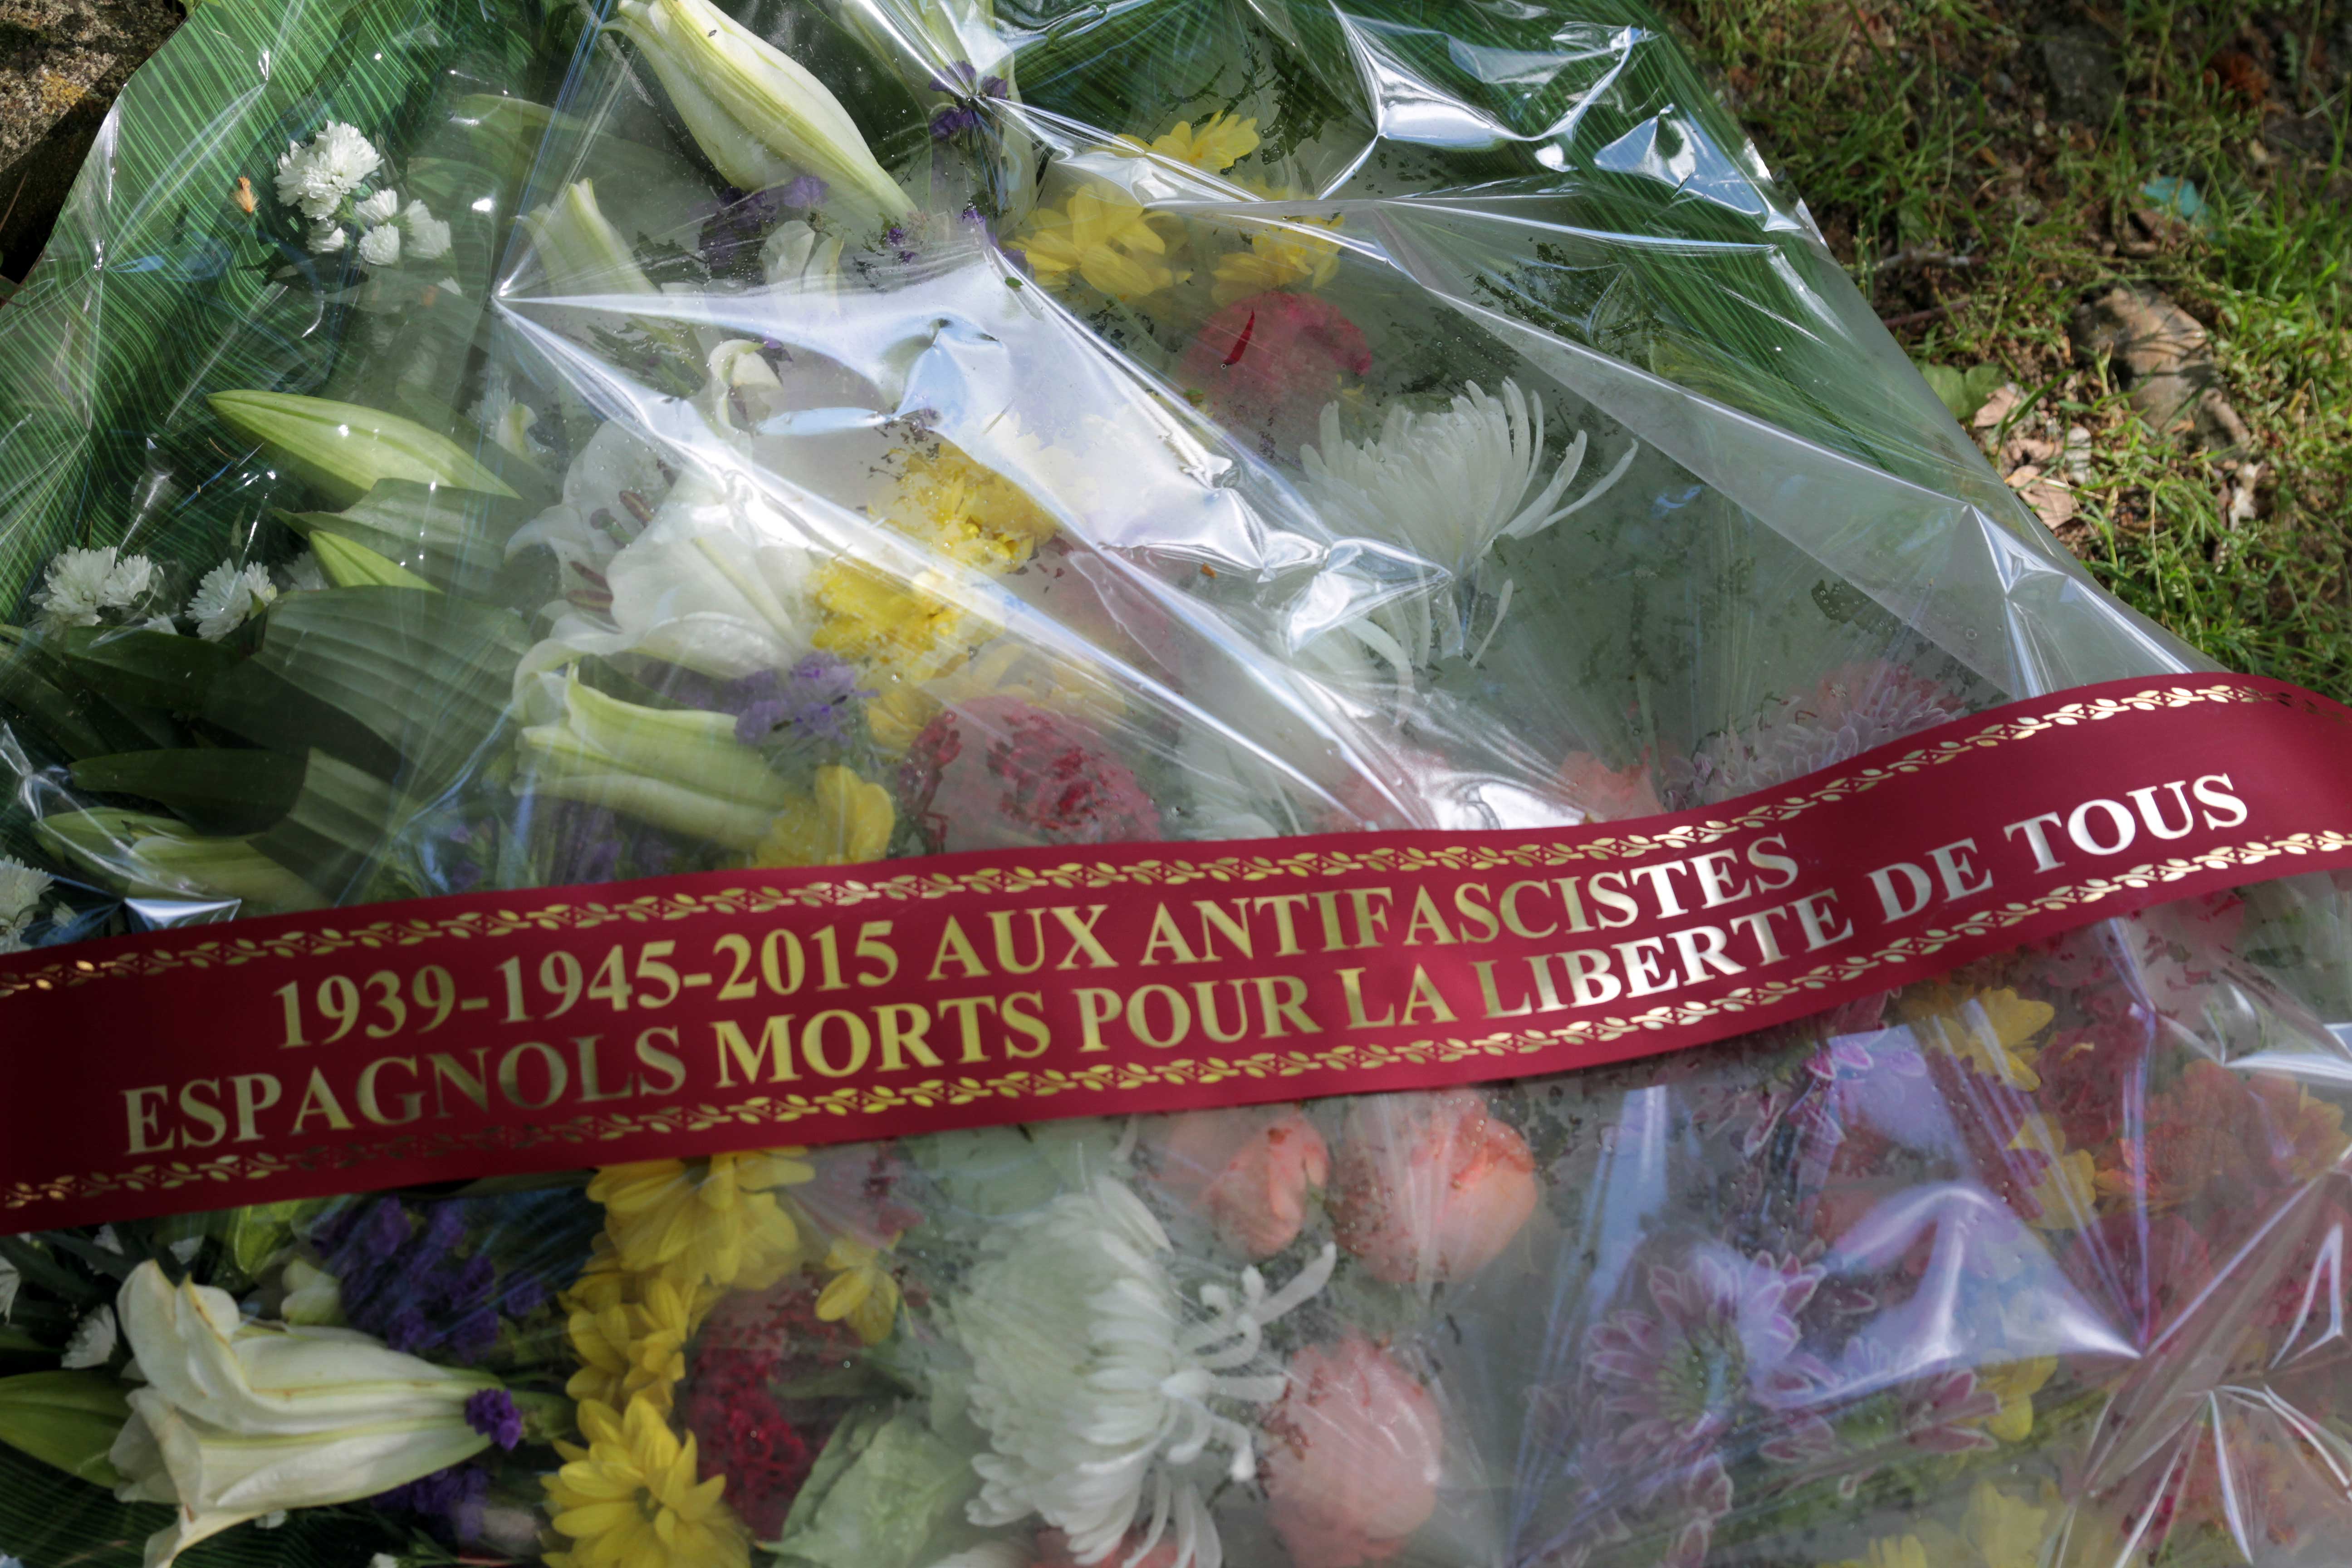 1939-1945-2015 AUX ANTIFASCISTES
ESPAGNOLS MORTS POUR LA LIBERTE DE TOUS